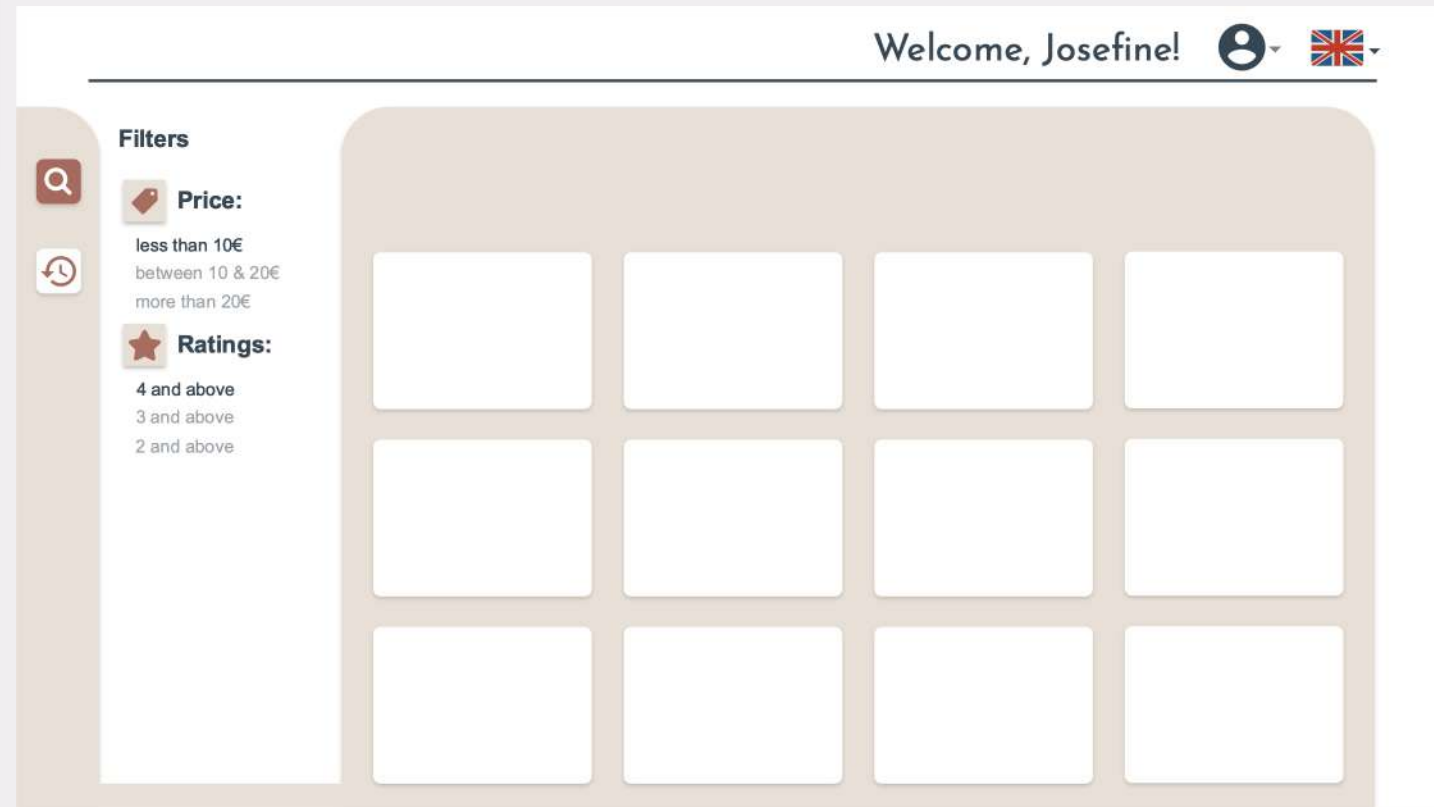 Welcome, Josefine!
Filters
Price:
less than 10€
between 10 & 20€
more than 20€
Ratings:
4 and above
3 and above
2 and above